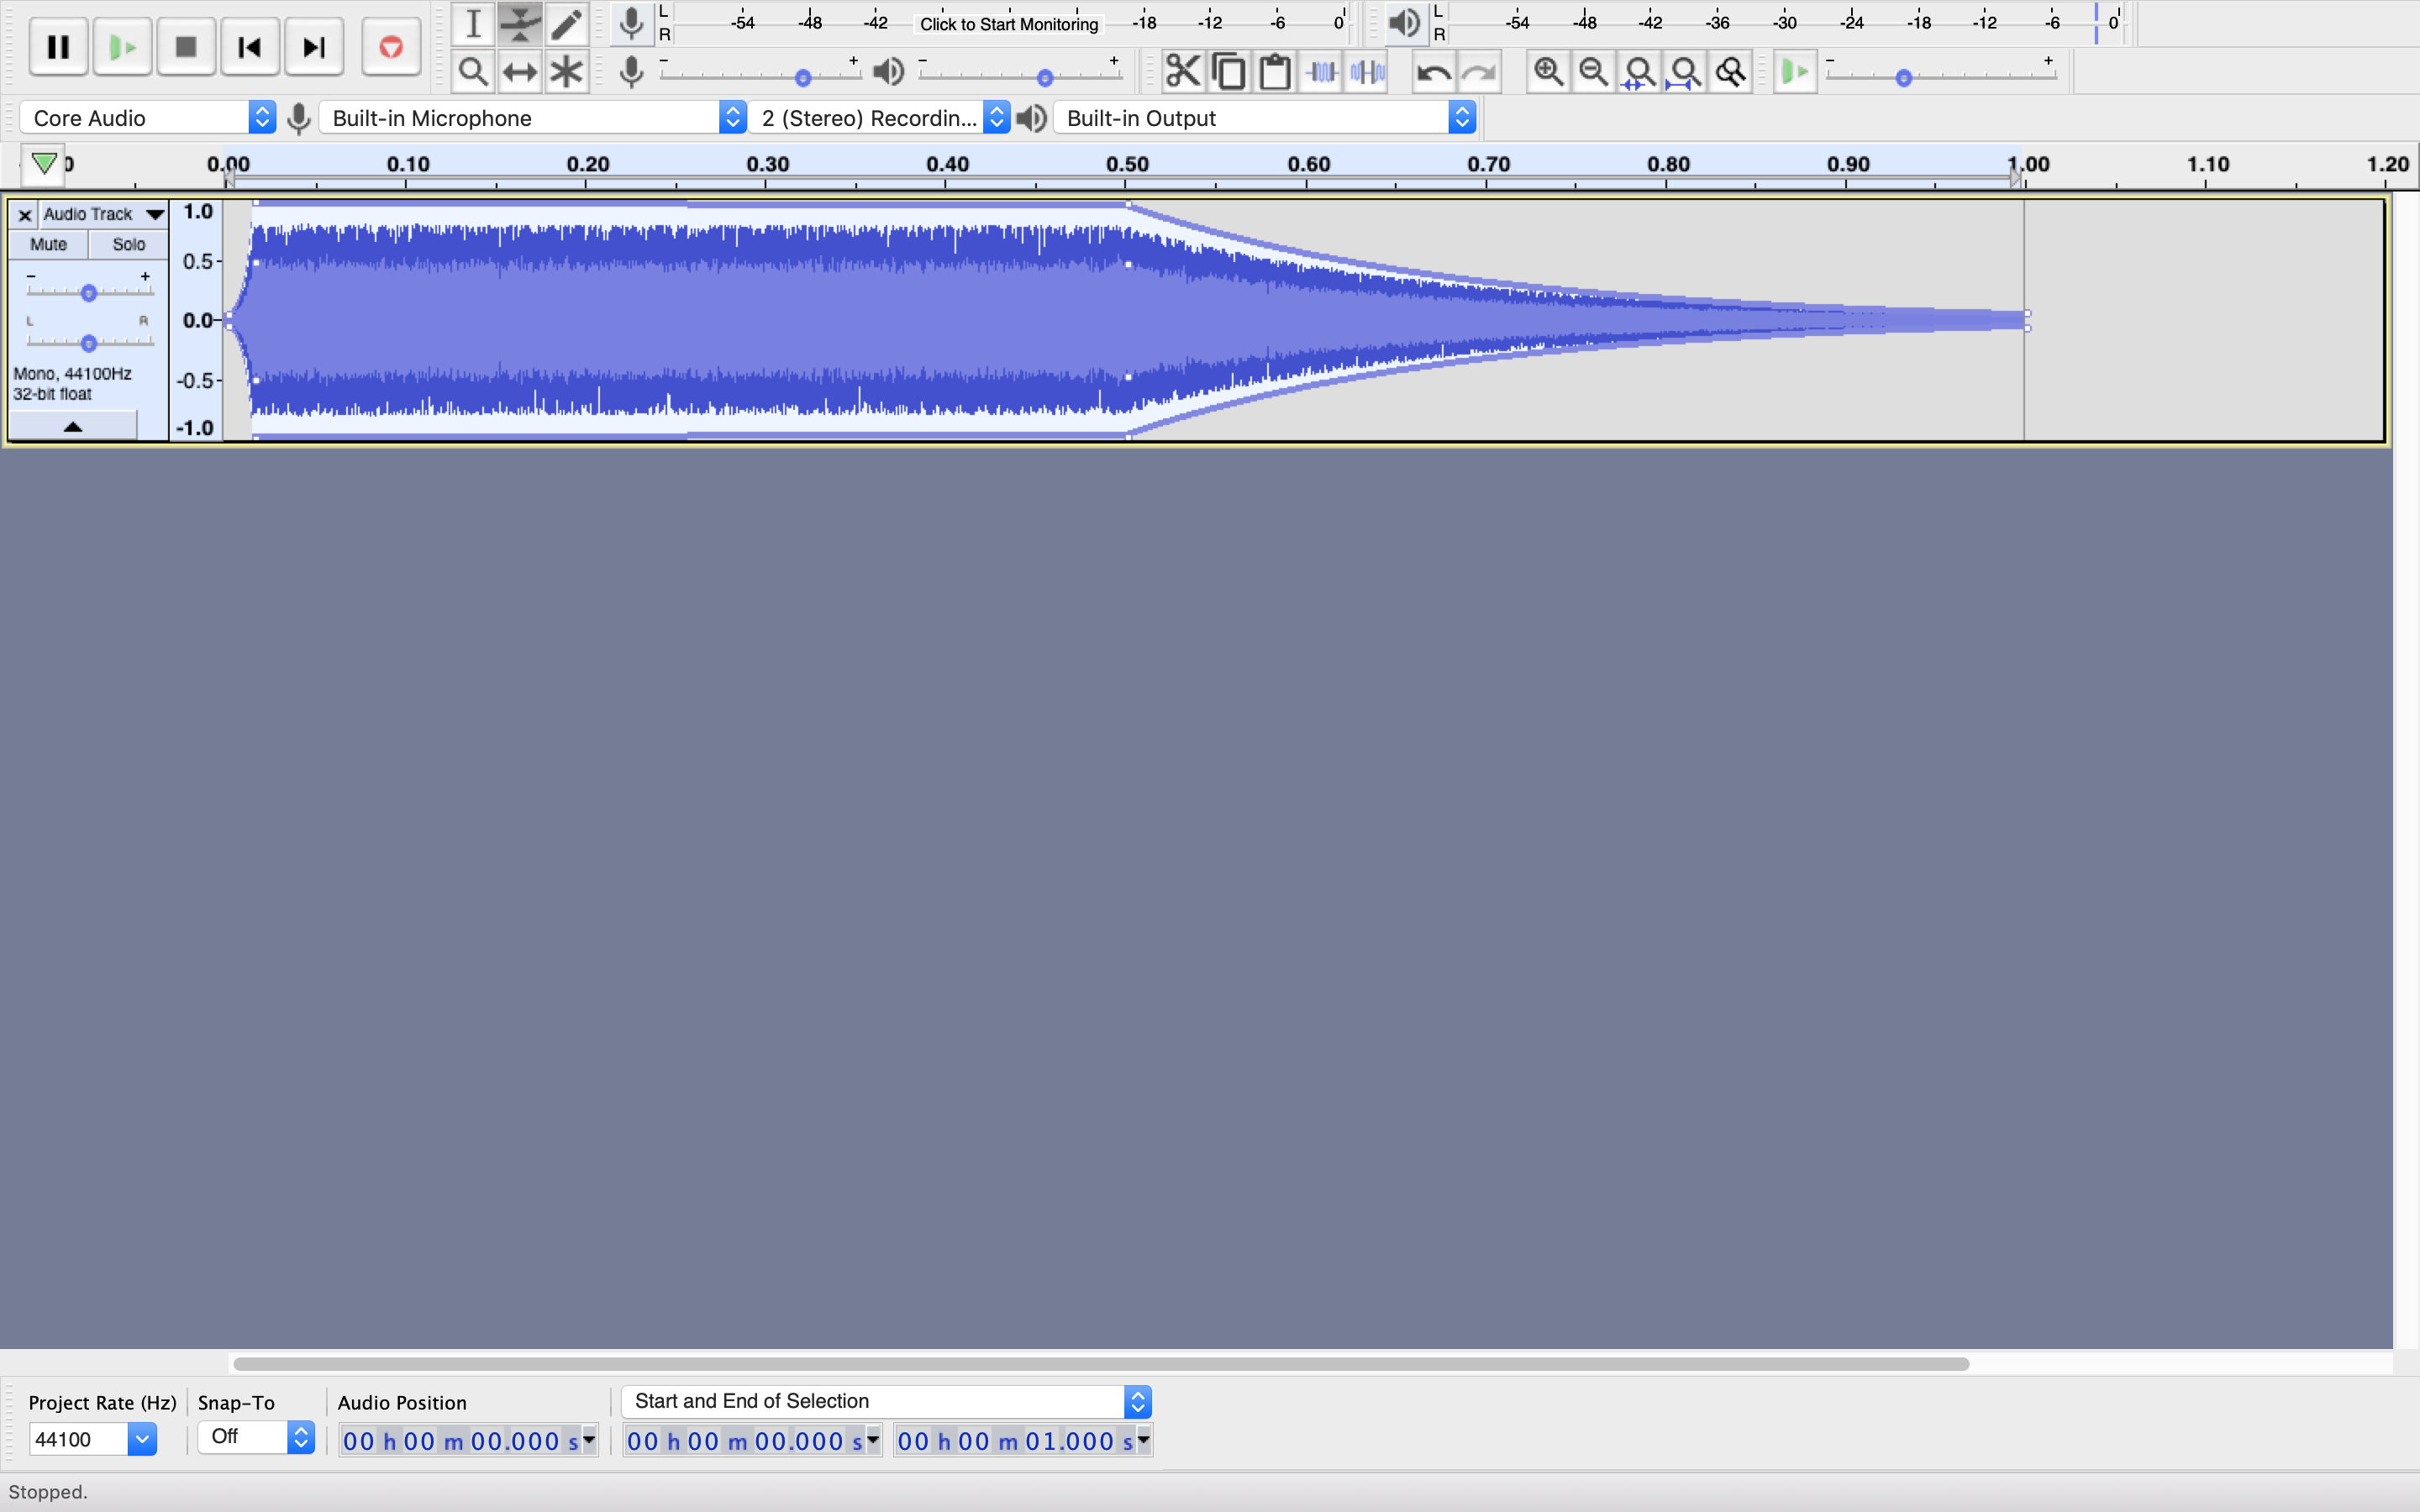 L
R
-54 -48 -42 Click to Start Monitoring -18 -12 -6 0
L
R
-54 -48 -42 -36 -30 -24 -18 -12 -6 0
- +
- +
- +
Core Audio
Built-in Microphone
2 (Stereo) Recordin...
Built-in Output
0.00 0.10 0.20 0.30 0.40 0.50 0.60 0.70 0.80 0.90 1.00 1.10 1.20
x Audio Track
Mute Solo
- +
L R
Mono, 44100Hz
32-bit float
1.0
0.5
0.0
-0.5
-1.0
Project Rate (Hz)
Snap-To
Audio Position
Start and End of Selection
44100
Off
00 h 00 m 00.000 s
00 h 00 m 00.000 s
00 h 00 m 01.000 s
Stopped.